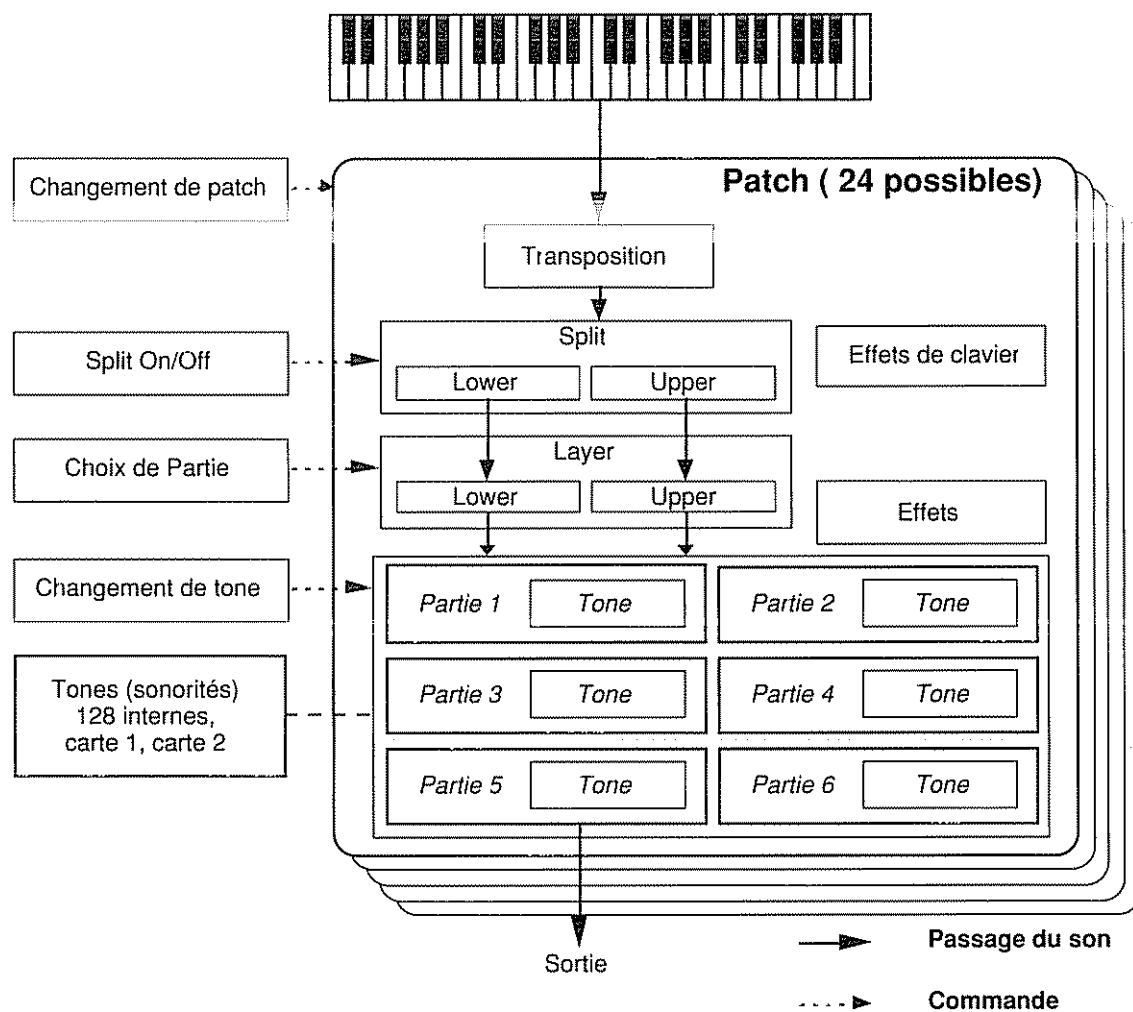 Changement de patch
Patch ( 24 possibles)
Transposition
Split
Split On/Off
Effets de clavier
Lower
Upper
Layer
Choix de Partie
Lower
Upper
Effets
Changement de tone
Partie 1
Tone
Partie 2
Tone
Tones (sonorités)
128 internes,
carte 1, carte 2
Partie 3
Tone
Partie 4
Tone
Partie 5
Tone
Partie 6
Tone
Passage du son
Sortie
Commande